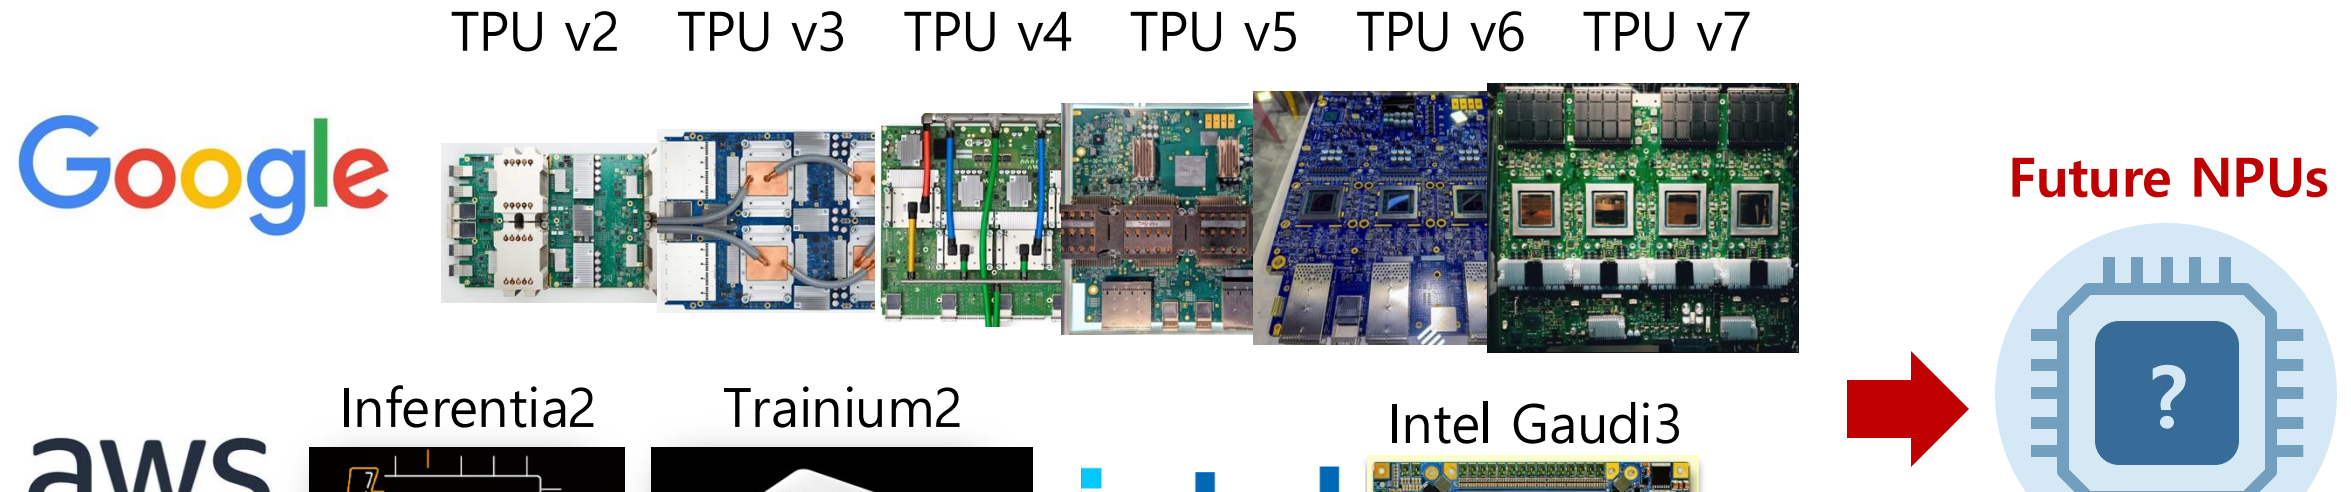 TPU v2 TPU v3 TPU v4 TPU v5 TPU v6 TPU v7
Google
Future NPUs
?
Inferentia2 Trainium2
Intel Gaudi3
aws